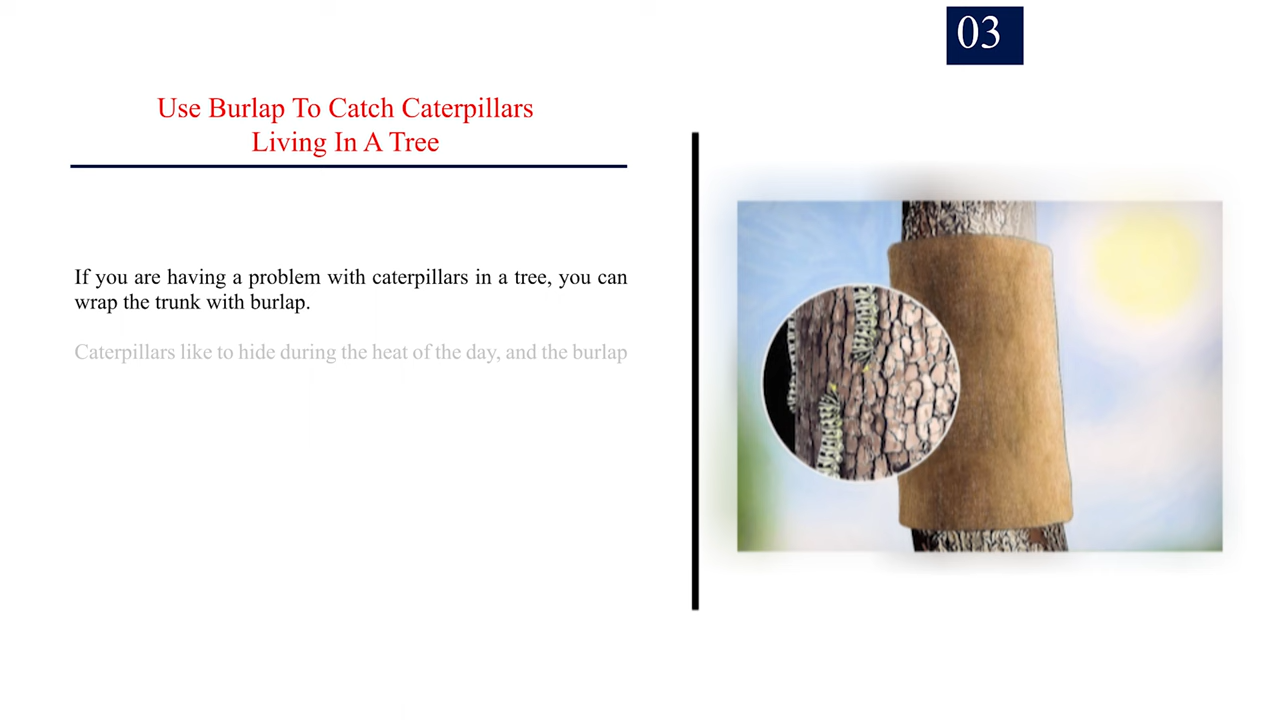 03
Use Burlap To Catch Caterpillars
Living In A Tree
If you are having a problem with caterpillars in a tree, you can
wrap the trunk with burlap.
Caterpillars like to hide during the heat of the day, and the burlap